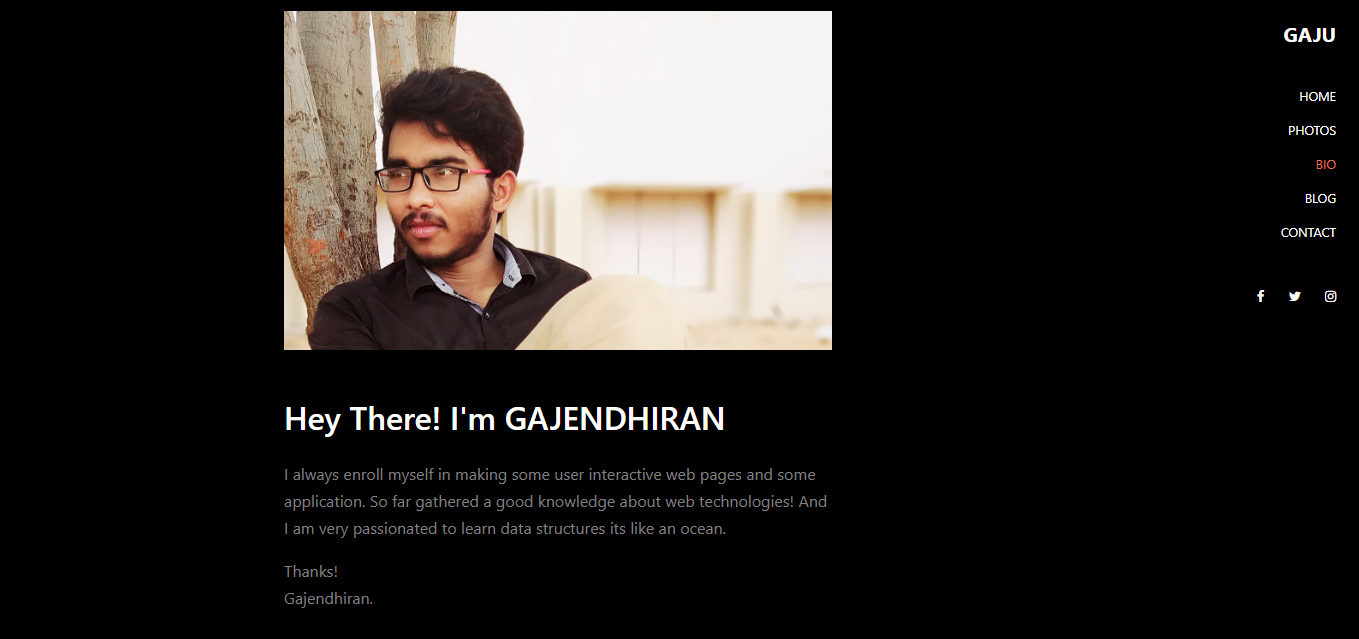 GAJU
HOME
PHOTOS
BIO
BLOG
CONTACT
Hey There! I'm GAJENDHIRAN
I always enroll myself in making some user interactive web pages and some
application. So far gathered a good knowledge about web technologies! And
I am very passionated to learn data structures its like an ocean.
Thanks!
Gajendhiran.